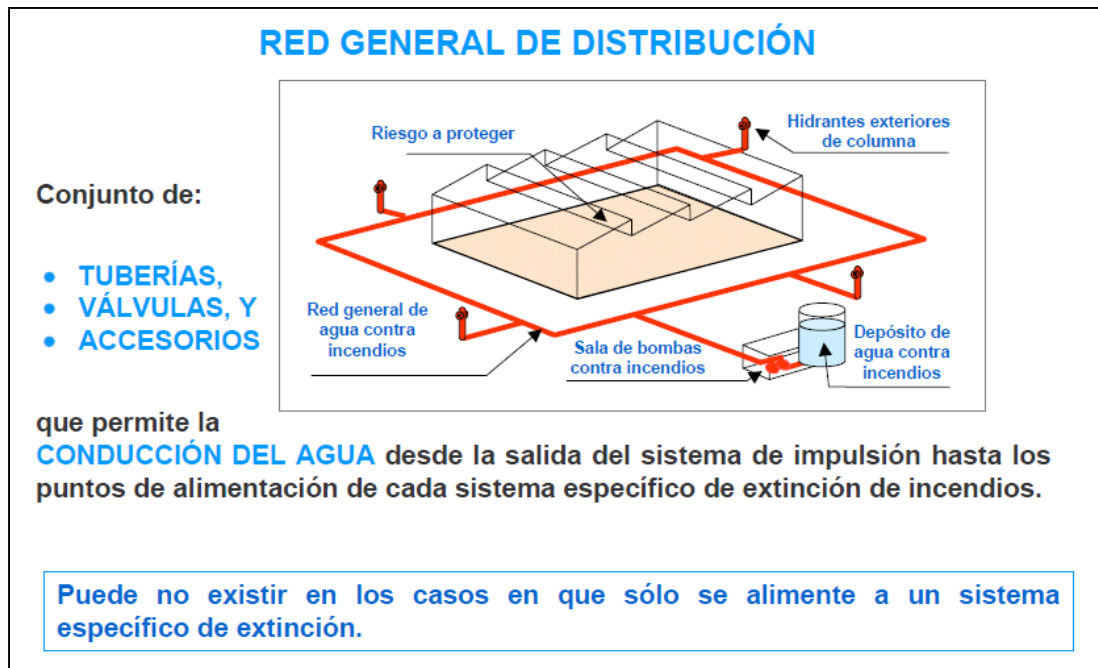 RED GENERAL DE DISTRIBUCIÓN
Riesgo a proteger
Hidrantes exteriores
de columna
Conjunto de:
• TUBERÍAS,
• VÁLVULAS, Y
• ACCESORIOS
Red general de
agua contra
incendios
Sala de bombas
contra incendios
Depósito de
agua contra
incendios
que permite la
CONDUCCIÓN DEL AGUA desde la salida del sistema de impulsión hasta los
puntos de alimentación de cada sistema específico de extinción de incendios.
Puede no existir en los casos en que sólo se alimente a un sistema
específico de extinción.